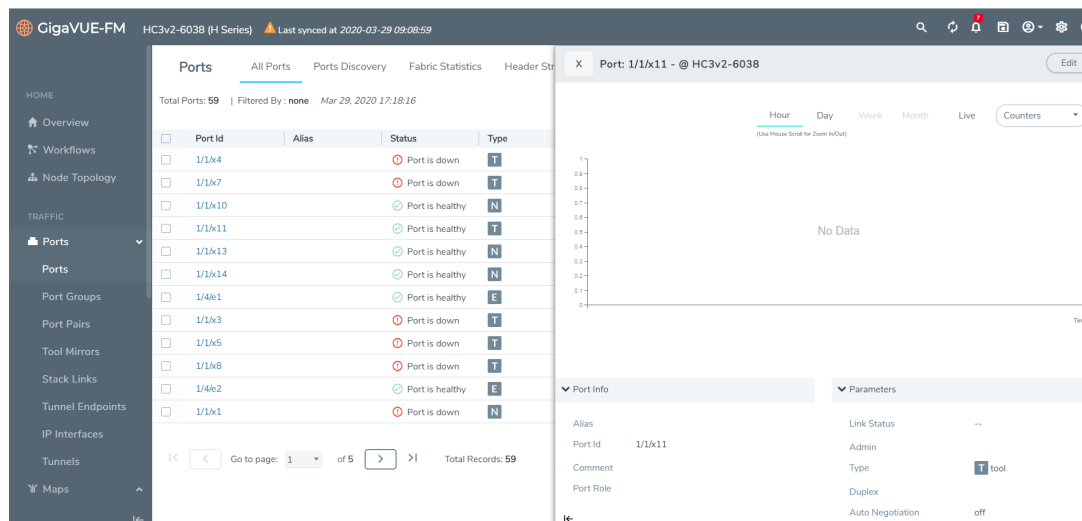 GigaVUE-FM HC3v2-6038 (H Series) Last synced at 2020-03-29 09:08:59 7
HOME
Overview
Workflows
Node Topology
TRAFFIC
Ports
Ports
Port Groups
Port Pairs
Tool Mirrors
Stack Links
Tunnel Endpoints
IP Interfaces
Tunnels
Maps
Ports All Ports Ports Discovery Fabric Statistics Header Str
Total Ports: 59 | Filtered By : none Mar 29, 2020 17:18:16
Port Id Alias Status Type
1/1/x4 Port is down T
1/1/x7 Port is down T
1/1/x10 Port is healthy N
1/1/x11 Port is healthy T
1/1/x13 Port is healthy N
1/1/x14 Port is healthy N
1/4/e1 Port is healthy E
1/1/x3 Port is down T
1/1/x5 Port is down T
1/1/x8 Port is down T
1/4/e2 Port is healthy E
1/1/x1 Port is down N
Go to page: 1 of 5 Total Records: 59
X Port: 1/1/x11 - @ HC3v2-6038 Edit
Hour Day Week Month Live Counters
(Use Mouse Scroll for Zoom In/Out)
1
0.9
0.8
0.7
0.6
0.5
0.4
0.3
0.2
0.1
0
No Data
Port Info
Alias
Port Id 1/1/x11
Comment
Port Role
Parameters
Link Status --
Admin
Type T tool
Duplex
Auto Negotiation off